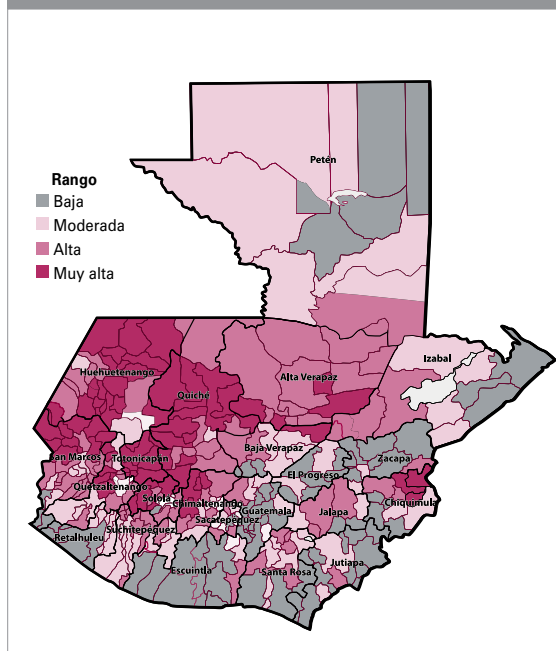 Petén
Rango
Baja
Moderada
Alta
Muy alta
Izabal
Huehuetenango
Alta Verapaz
Quiché
Baja Verapaz
San Marcos
Totonicapán
Zacapa
El Progreso
Quetzaltenango
Sololá
Chimaltenango
Chiquimula
Guatemala
Jalapa
Sacatepéquez
Suchitepéquez
Retalhuleu
Escuintla
Santa Rosa
Jutiapa